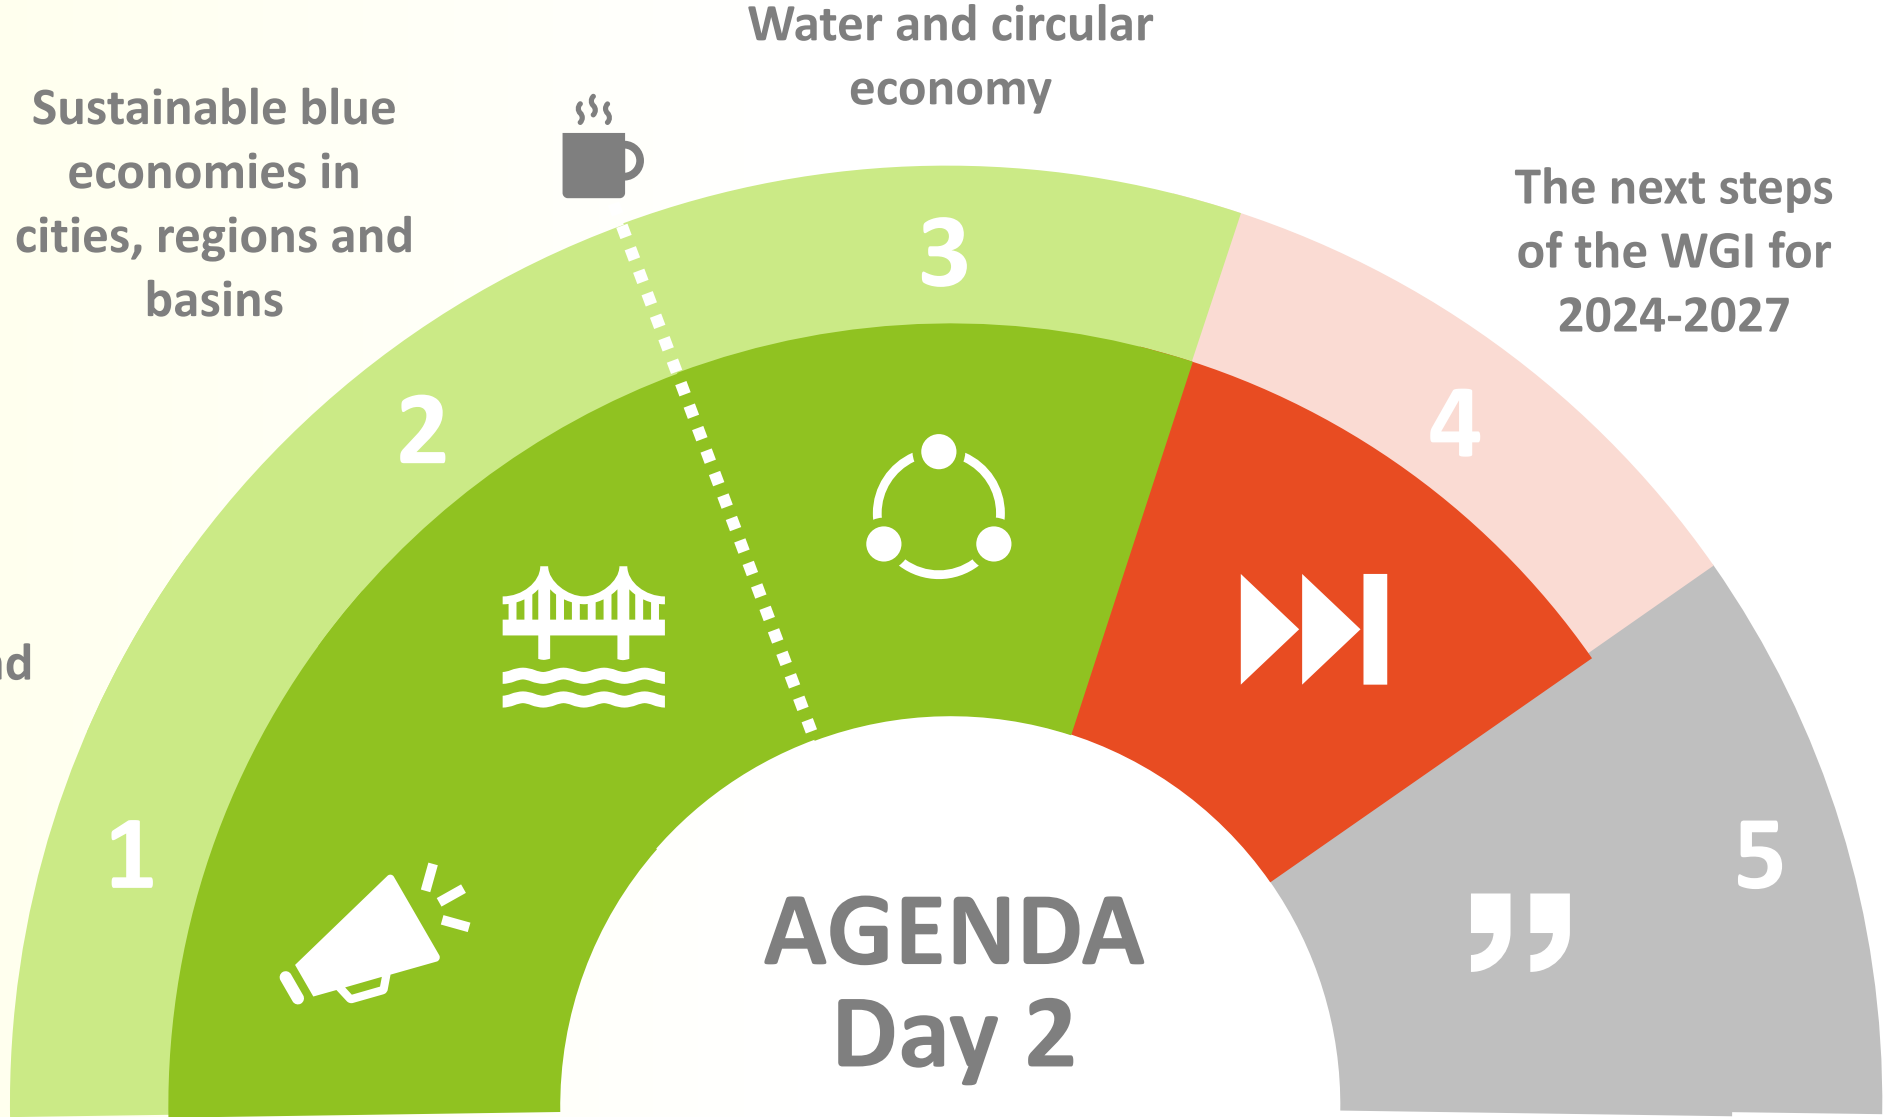 Water and circular
economy
Sustainable blue
economies in
cities, regions and
basins
The next steps
of the WGI for
2024-2027
3
2
4
1
5
AGENDA
Day 2